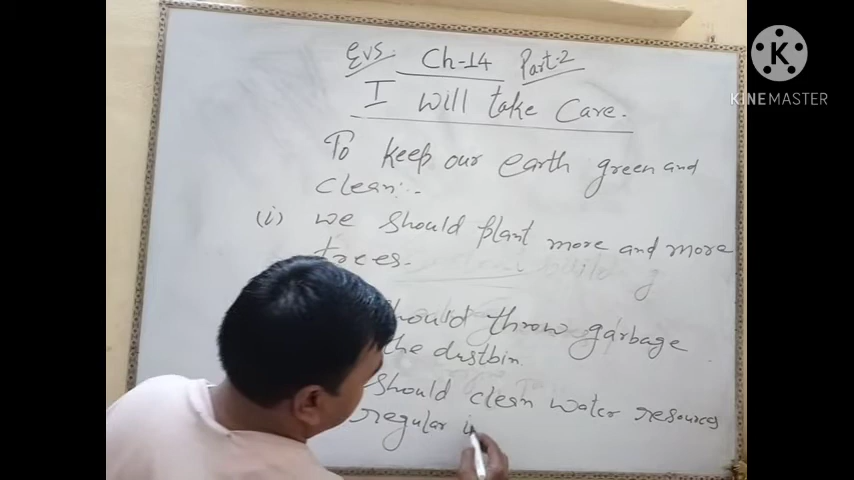 Evs. Ch-14 Part-2
I will take Care.
To keep our earth green and
clean:-
(i) we should plant more and more
trees.
should throw garbage
the dustbin.
should clean water resources
regular i
K
KINEMASTER